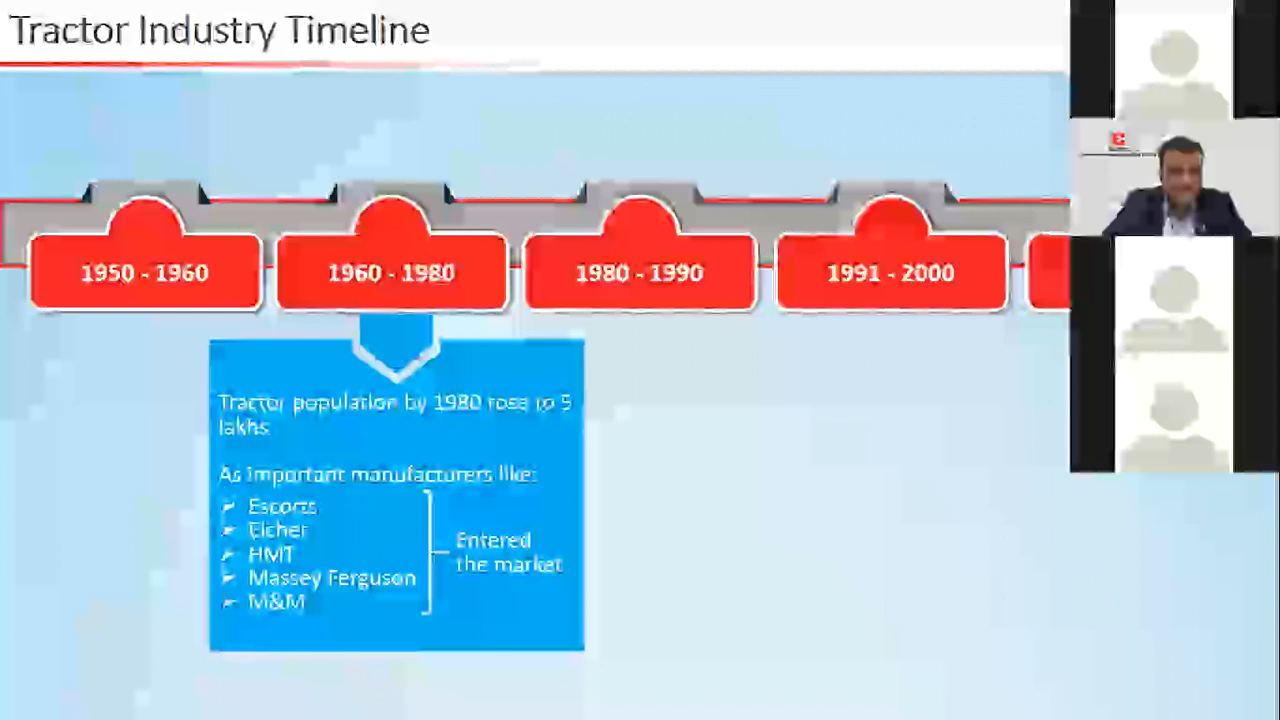 Tractor Industry Timeline
1950 - 1960
1960 - 1980
1980 - 1990
1991 - 2000
Tractor population by 1980 rose to 5
lakhs
As important manufacturers like:
➢ Escorts
➢ Eicher
➢ HMT
➢ Massey Ferguson
➢ M&M
Entered
the market
E